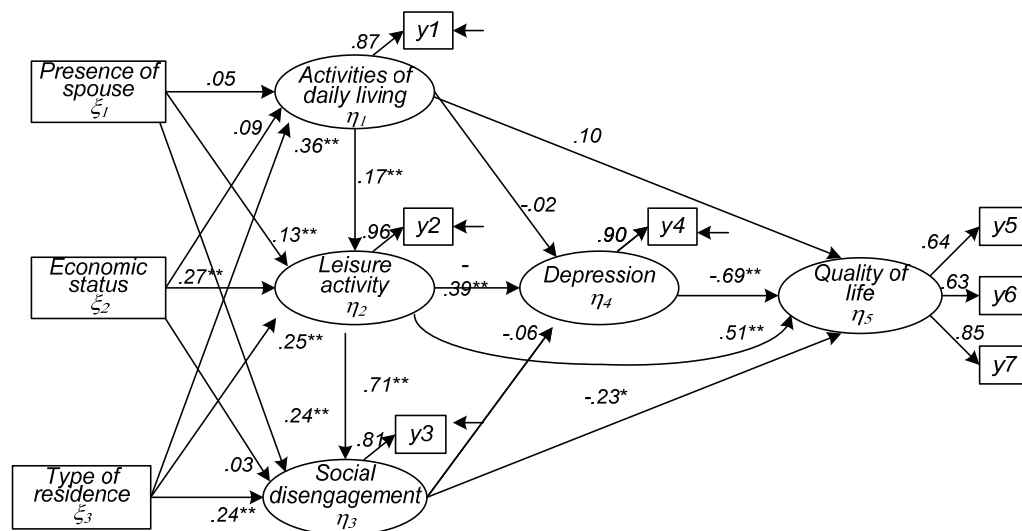 .87
y1
Presence of
spouse
ξ1
.05
Activities of
daily living
η1
.09
.36**
.10
.17**
-.02
y5
.96
y2
.90
y4
.64
.13**
Economic
status
ξ2
.27**
Leisure
activity
η2
-
.39**
Depression
η4
-.69**
Quality of
life
η5
.63
y6
.25**
-.06
.51**
.85
y7
.71**
.24**
-.23*
.81
y3
.03
Type of
residence
ξ3
.24**
Social
disengagement
η3